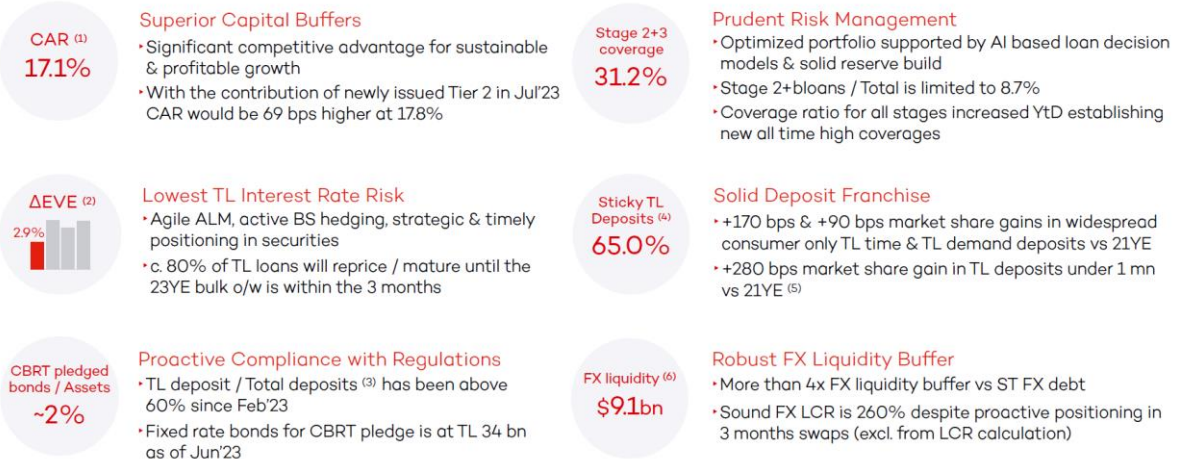 CAR (1)
17.1%
Superior Capital Buffers
‣Significant competitive advantage for sustainable
& profitable growth
‣With the contribution of newly issued Tier 2 in Jul'23
CAR would be 69 bps higher at 17.8%
Stage 2+3
coverage
31.2%
Prudent Risk Management
‣Optimized portfolio supported by AI based loan decision
models & solid reserve build
‣Stage 2+bloans / Total is limited to 8.7%
‣Coverage ratio for all stages increased YtD establishing
new all time high coverages
ΔEVE (2)
2.9%
Lowest TL Interest Rate Risk
‣Agile ALM, active BS hedging, strategic & timely
positioning in securities
‣c. 80% of TL loans will reprice / mature until the
23YE bulk o/w is within the 3 months
Sticky TL
Deposits (4)
65.0%
Solid Deposit Franchise
‣+170 bps & +90 bps market share gains in widespread
consumer only TL time & TL demand deposits vs 21YE
‣+280 bps market share gain in TL deposits under 1 mn
vs 21YE (5)
CBRT pledged
bonds / Assets
~2%
Proactive Compliance with Regulations
‣TL deposit / Total deposits (3) has been above
60% since Feb'23
‣Fixed rate bonds for CBRT pledge is at TL 34 bn
as of Jun'23
FX liquidity (6)
$9.1bn
Robust FX Liquidity Buffer
‣More than 4x FX liquidity buffer vs ST FX debt
‣Sound FX LCR is 260% despite proactive positioning in
3 months swaps (excl. from LCR calculation)